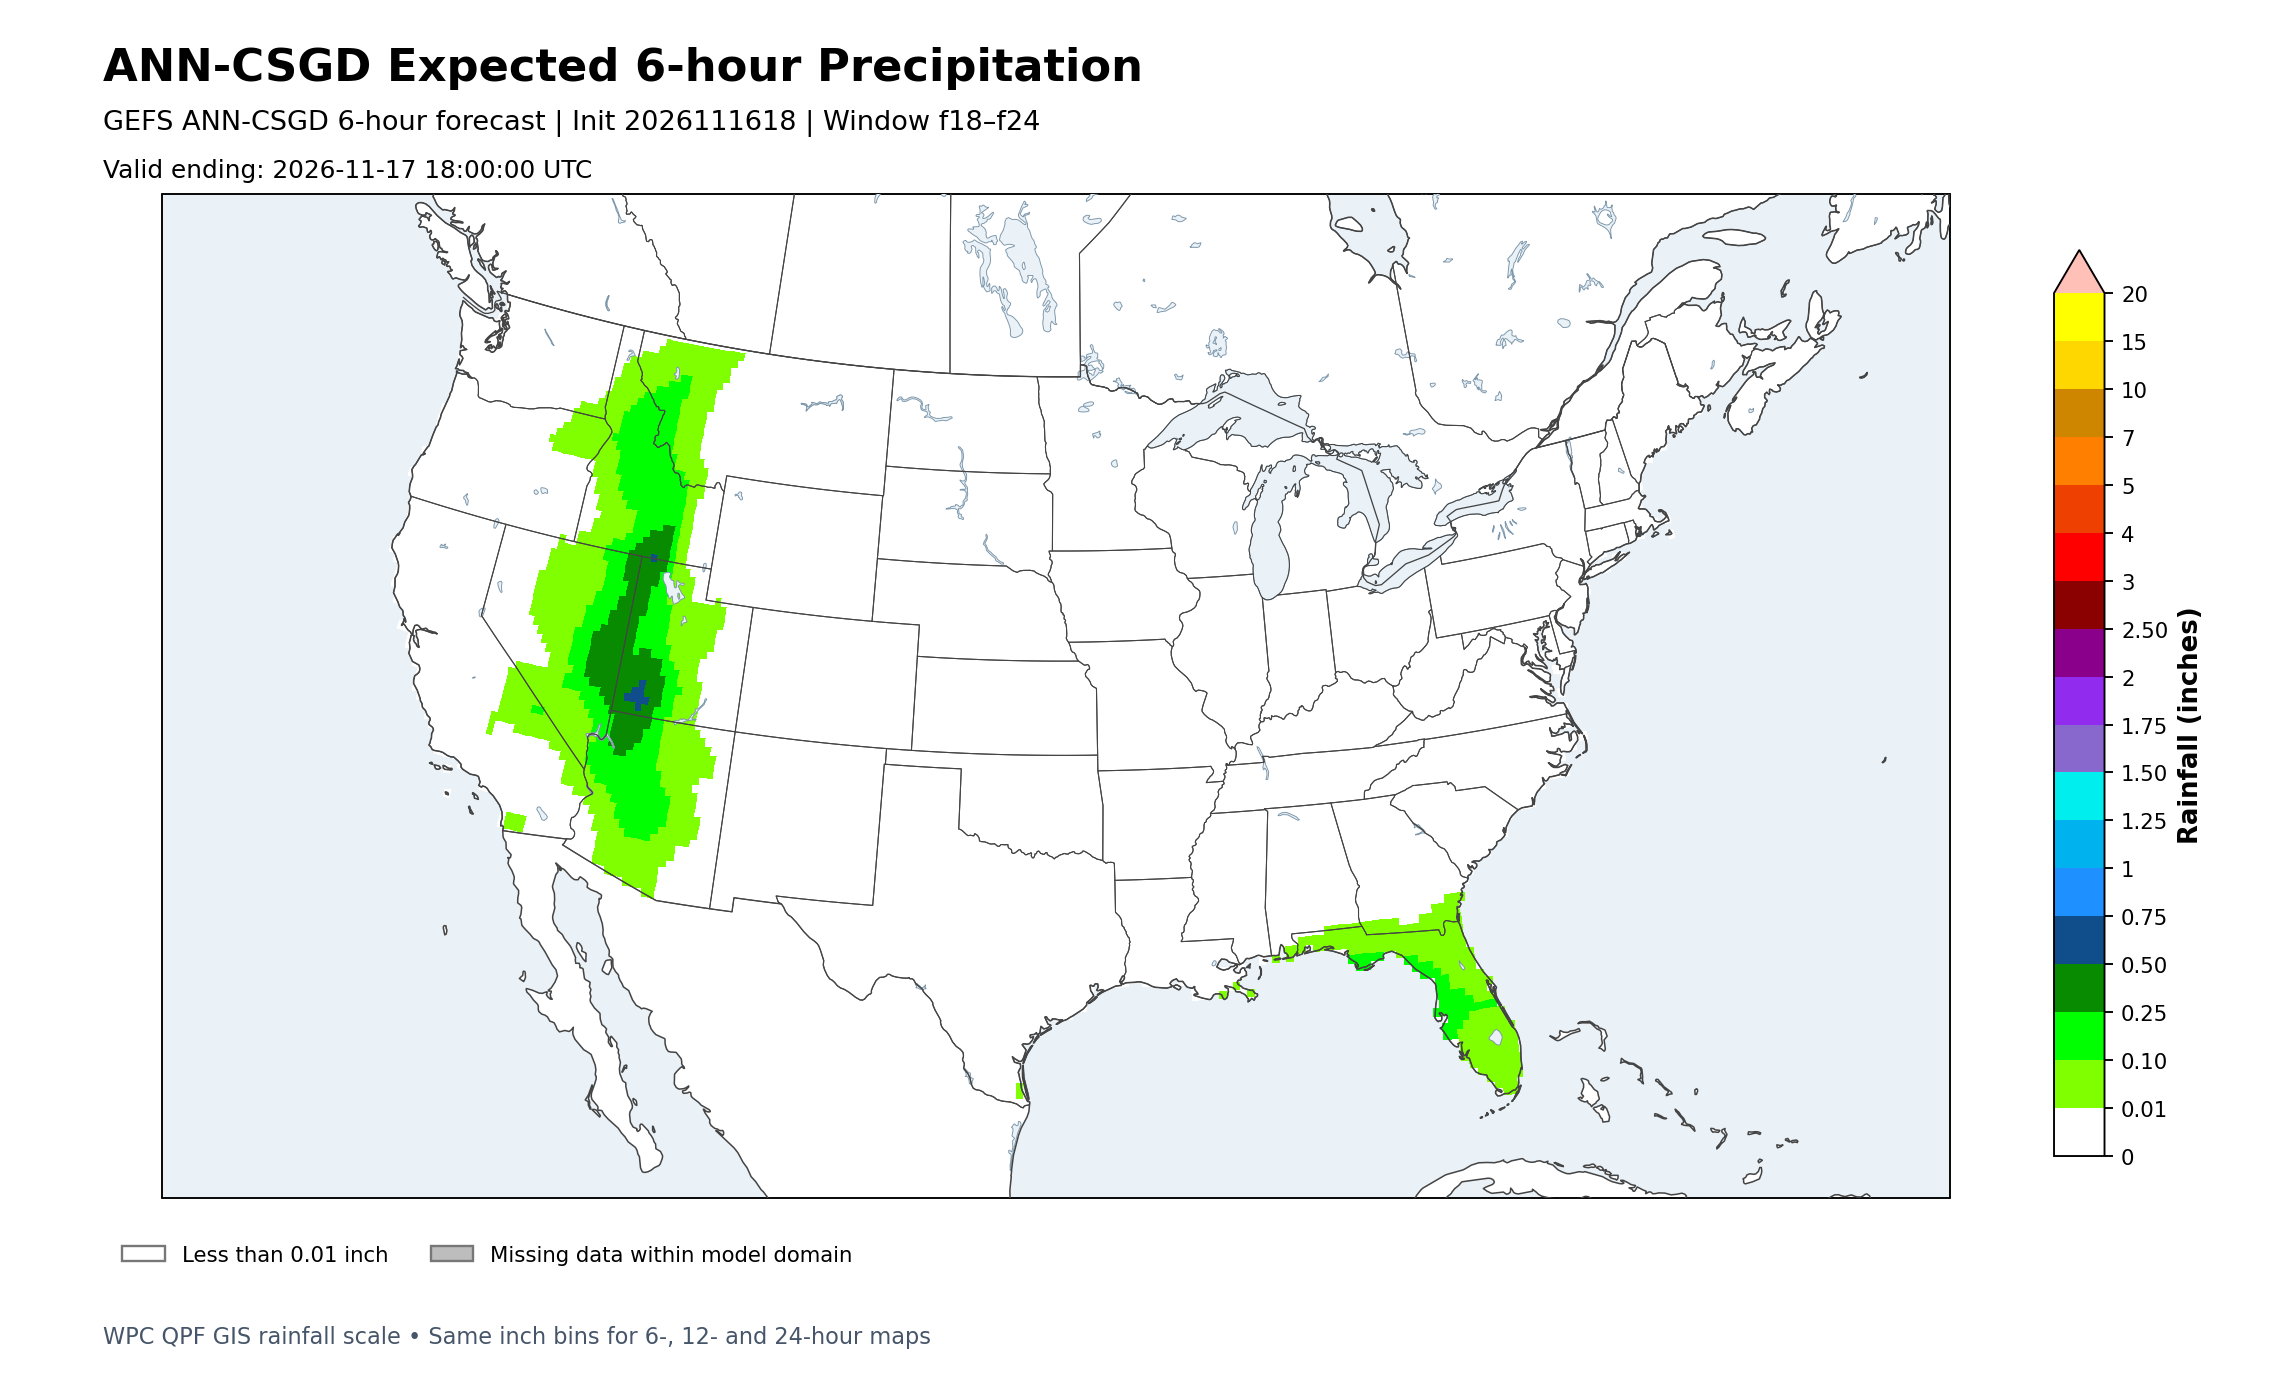 ANN-CSGD Expected 6-hour Precipitation
GEFS ANN-CSGD 6-hour forecast | Init 2026111618 | Window f18–f24
Valid ending: 2026-11-17 18:00:00 UTC
20
15
10
7
5
4
3
2.50
2
1.75
1.50
1.25
1
0.75
0.50
0.25
0.10
0.01
0
Rainfall (inches)
Less than 0.01 inch
Missing data within model domain
WPC QPF GIS rainfall scale • Same inch bins for 6-, 12- and 24-hour maps